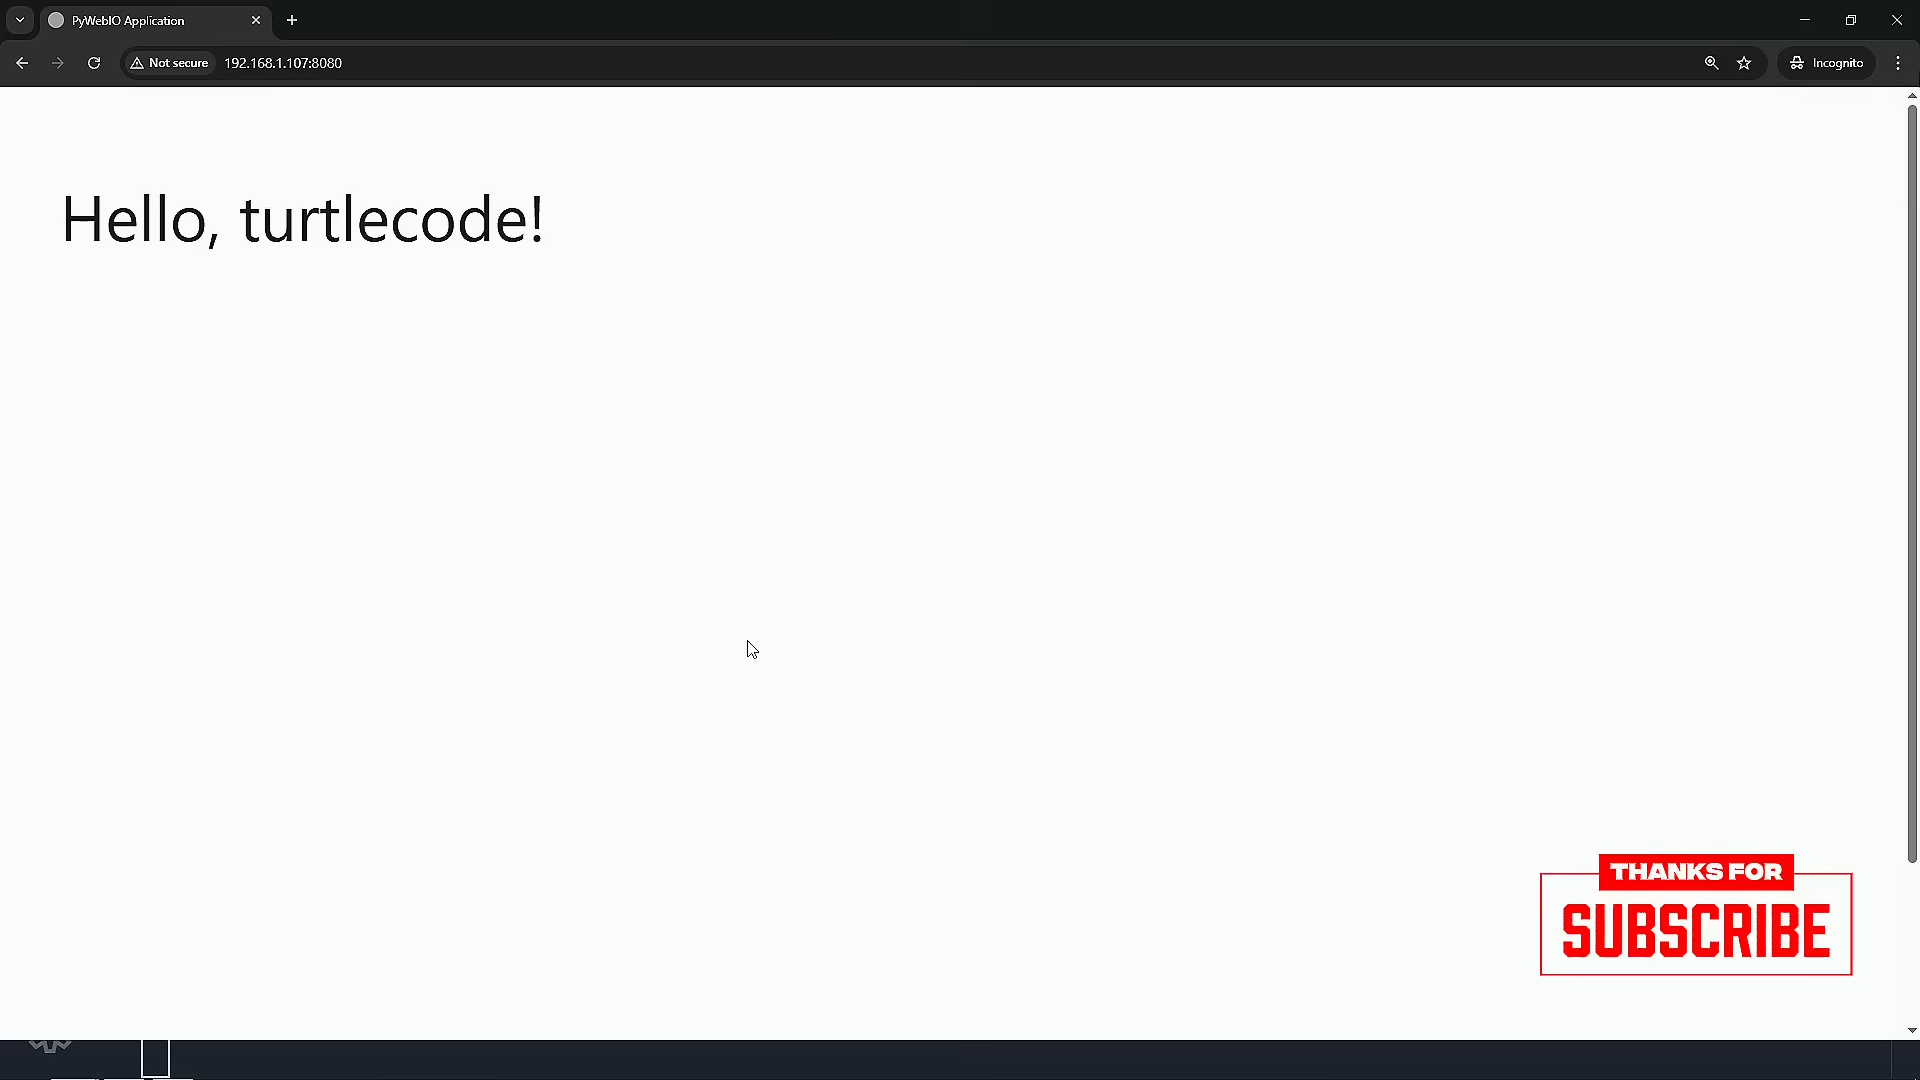 PyWebIO Application
Not secure
192.168.1.107:8080
Incognito
Hello, turtlecode!
THANKS FOR
SUBSCRIBE